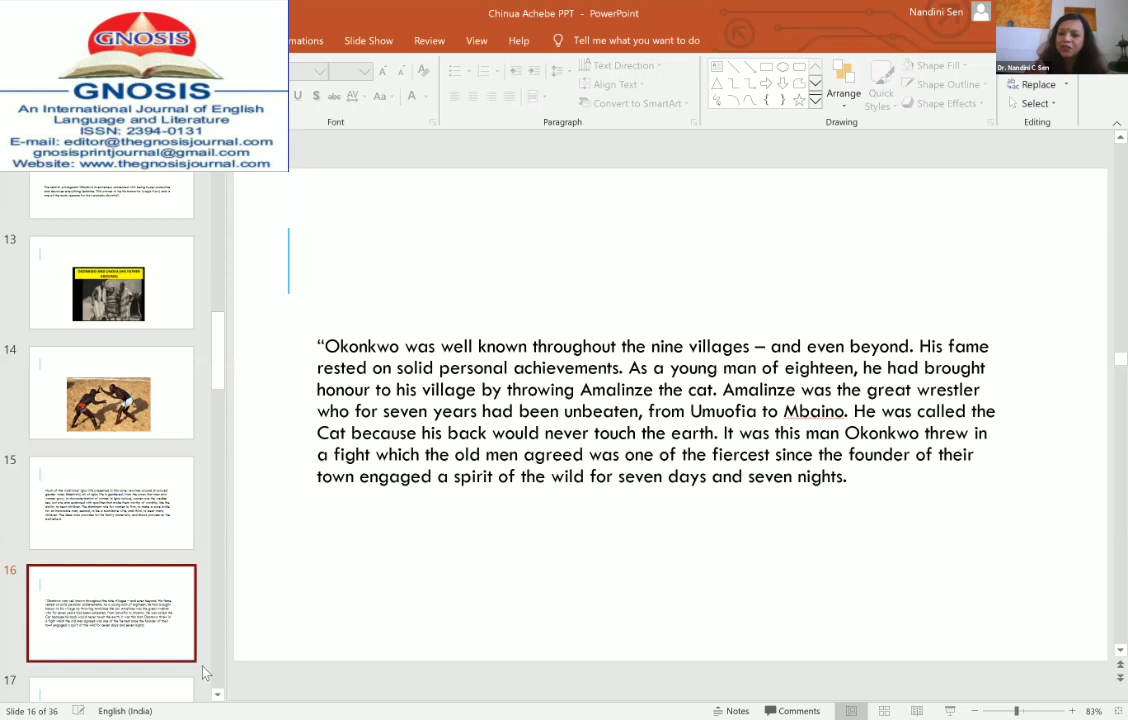 GNOSIS
GNOSIS
An International Journal of English
Language and Literature
ISSN: 2394-0131
E-mail: editor@thegnosisjournal.com
gnosisprintjournal@gmail.com
Website: www.thegnosisjournal.com
Chinua Achebe PPT - PowerPoint
Nandini Sen
Dr. Nandini C Sen
mations Slide Show Review View Help Tell me what you want to do
Text Direction
Align Text
Convert to SmartArt
Arrange
Quick
Styles
Shape Fill
Shape Outline
Shape Effects
Replace
Select
Font Paragraph Drawing Editing
13
14
15
16
17
“Okonkwo was well known throughout the nine villages – and even beyond. His fame
rested on solid personal achievements. As a young man of eighteen, he had brought
honour to his village by throwing Amalinze the cat. Amalinze was the great wrestler
who for seven years had been unbeaten, from Umuofia to Mbaino. He was called the
Cat because his back would never touch the earth. It was this man Okonkwo threw in
a fight which the old men agreed was one of the fiercest since the founder of their
town engaged a spirit of the wild for seven days and seven nights.
Slide 16 of 36 English (India) Notes Comments 83%